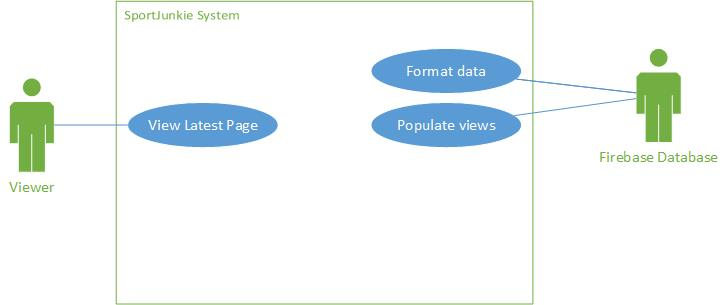 SportJunkie System
Format data
View Latest Page
Populate views
Viewer
Firebase Database